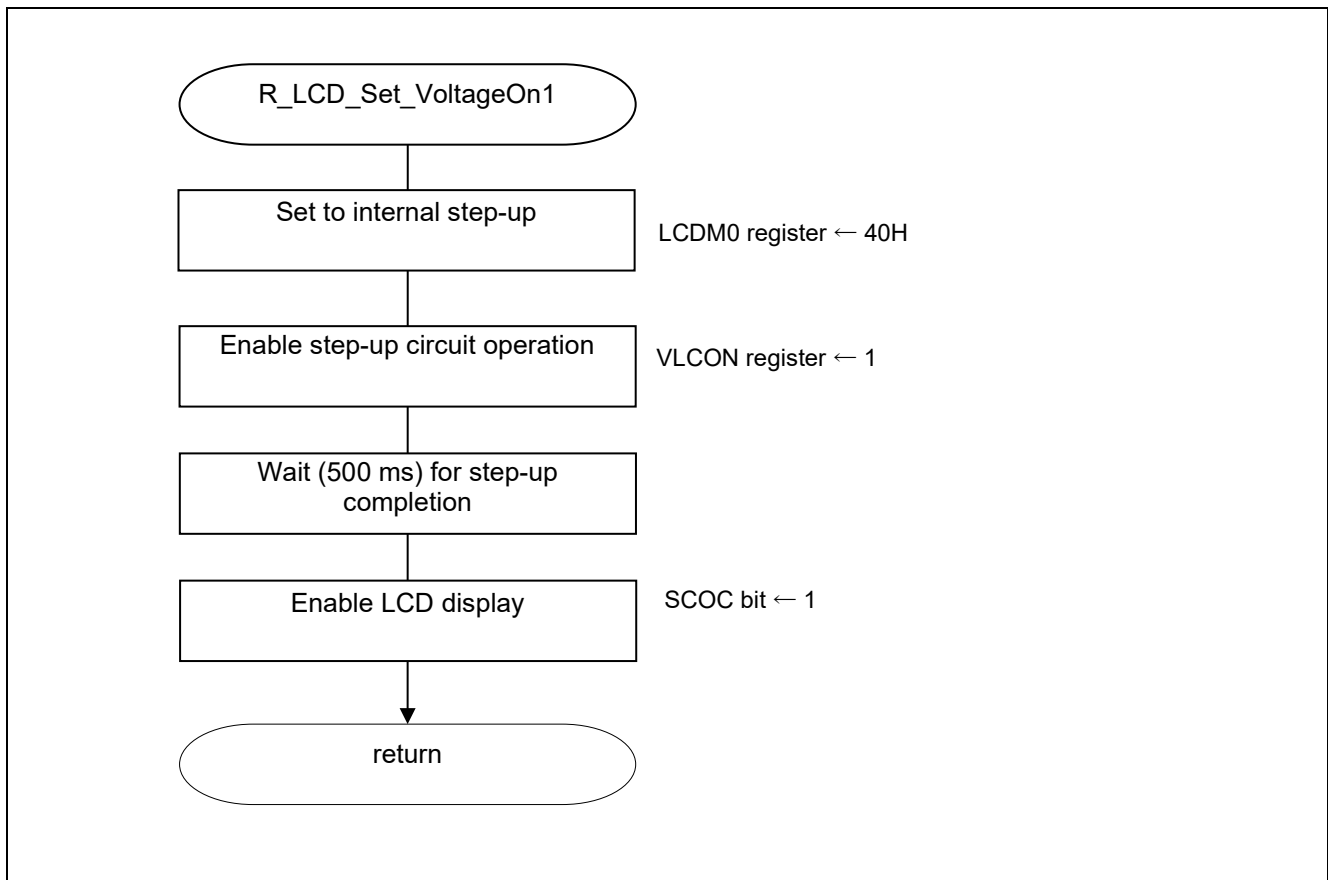 R_LCD_Set_VoltageOn1
Set to internal step-up
LCDM0 register ← 40H
Enable step-up circuit operation
VLCON register ← 1
Wait (500 ms) for step-up
completion
Enable LCD display
SCOC bit ← 1
return